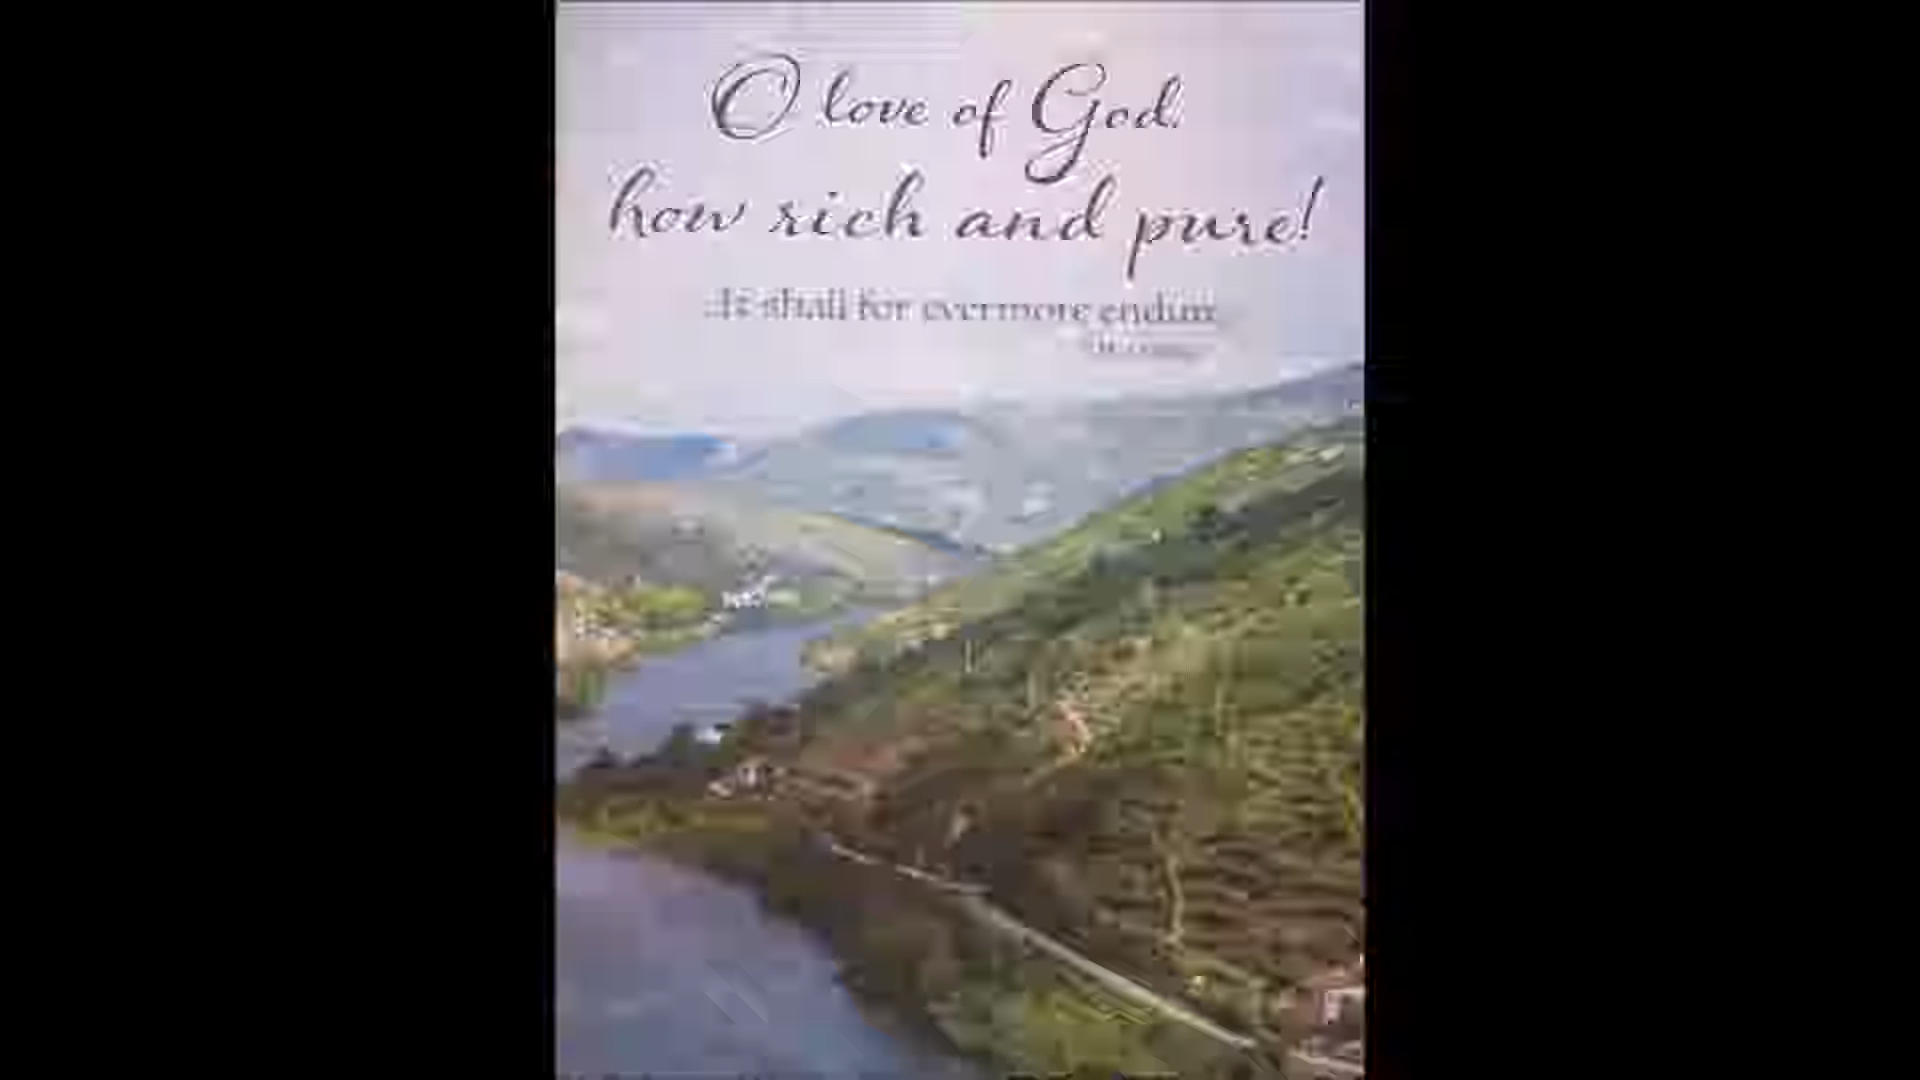 O love of God,
how rich and pure!
It shall for evermore endure